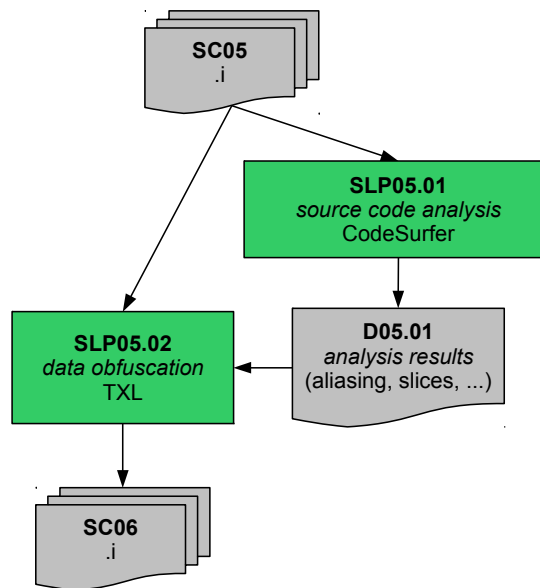 SC05
.i
SLP05.01
source code analysis
CodeSurfer
SLP05.02
data obfuscation
TXL
D05.01
analysis results
(aliasing, slices, ...)
SC06
.i